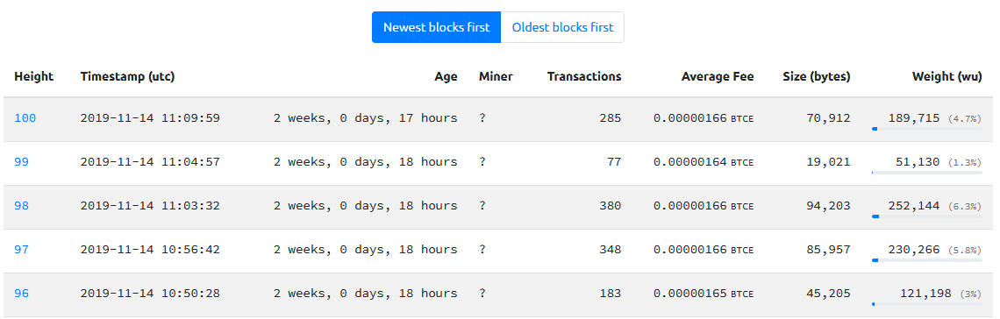 Newest blocks first Oldest blocks first
Height Timestamp (utc) Age Miner Transactions Average Fee Size (bytes) Weight (wu)
100 2019-11-14 11:09:59 2 weeks, 0 days, 17 hours ? 285 0.00000166 BTCE 70,912 189,715 (4.7%)
99 2019-11-14 11:04:57 2 weeks, 0 days, 18 hours ? 77 0.00000164 BTCE 19,021 51,130 (1.3%)
98 2019-11-14 11:03:32 2 weeks, 0 days, 18 hours ? 380 0.00000166 BTCE 94,203 252,144 (6.3%)
97 2019-11-14 10:56:42 2 weeks, 0 days, 18 hours ? 348 0.00000166 BTCE 85,957 230,266 (5.8%)
96 2019-11-14 10:50:28 2 weeks, 0 days, 18 hours ? 183 0.00000165 BTCE 45,205 121,198 (3%)